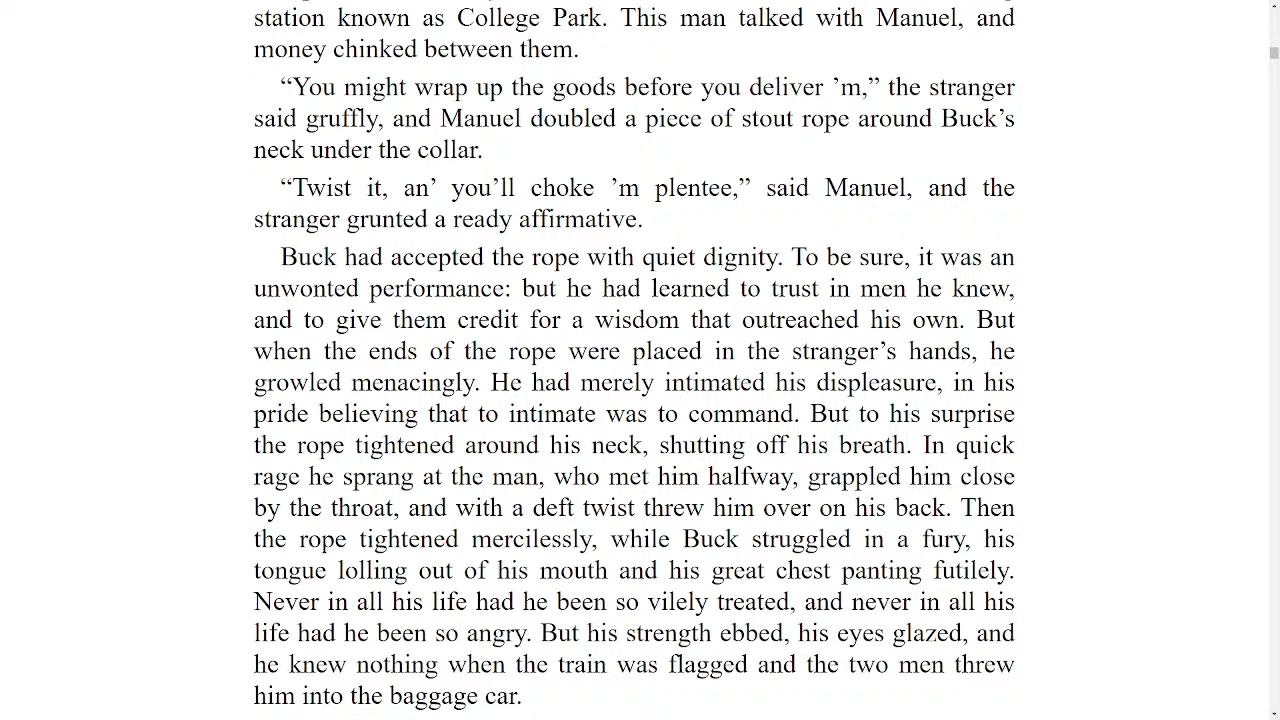 station known as College Park. This man talked with Manuel, and
money chinked between them.
“You might wrap up the goods before you deliver ’m,” the stranger
said gruffly, and Manuel doubled a piece of stout rope around Buck’s
neck under the collar.
“Twist it, an’ you’ll choke ’m plentee,” said Manuel, and the
stranger grunted a ready affirmative.
Buck had accepted the rope with quiet dignity. To be sure, it was an
unwonted performance: but he had learned to trust in men he knew,
and to give them credit for a wisdom that outreached his own. But
when the ends of the rope were placed in the stranger’s hands, he
growled menacingly. He had merely intimated his displeasure, in his
pride believing that to intimate was to command. But to his surprise
the rope tightened around his neck, shutting off his breath. In quick
rage he sprang at the man, who met him halfway, grappled him close
by the throat, and with a deft twist threw him over on his back. Then
the rope tightened mercilessly, while Buck struggled in a fury, his
tongue lolling out of his mouth and his great chest panting futilely.
Never in all his life had he been so vilely treated, and never in all his
life had he been so angry. But his strength ebbed, his eyes glazed, and
he knew nothing when the train was flagged and the two men threw
him into the baggage car.